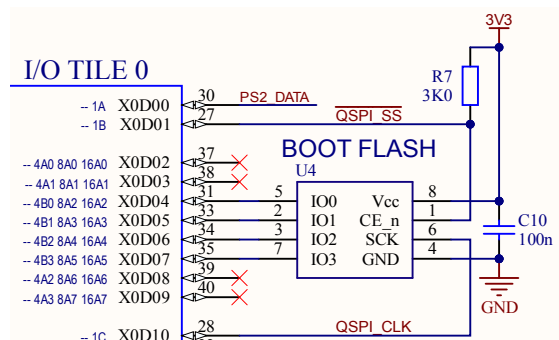 3V3
I/O TILE 0
R7
3K0
-- 1A X0D00 30 PS2_DATA
-- 1B X0D01 27 QSPI_SS
BOOT FLASH
U4
-- 4A0 8A0 16A0 X0D02 37
-- 4A1 8A1 16A1 X0D03 38
-- 4B0 8A2 16A2 X0D04 31 5 IO0 Vcc 8
-- 4B1 8A3 16A3 X0D05 33 2 IO1 CE_n 1
-- 4B2 8A4 16A4 X0D06 34 3 IO2 SCK 6
-- 4B3 8A5 16A5 X0D07 35 7 IO3 GND 4
C10
100n
-- 4A2 8A6 16A6 X0D08 39
-- 4A3 8A7 16A7 X0D09 40
GND
-- 1C X0D10 28 QSPI_CLK